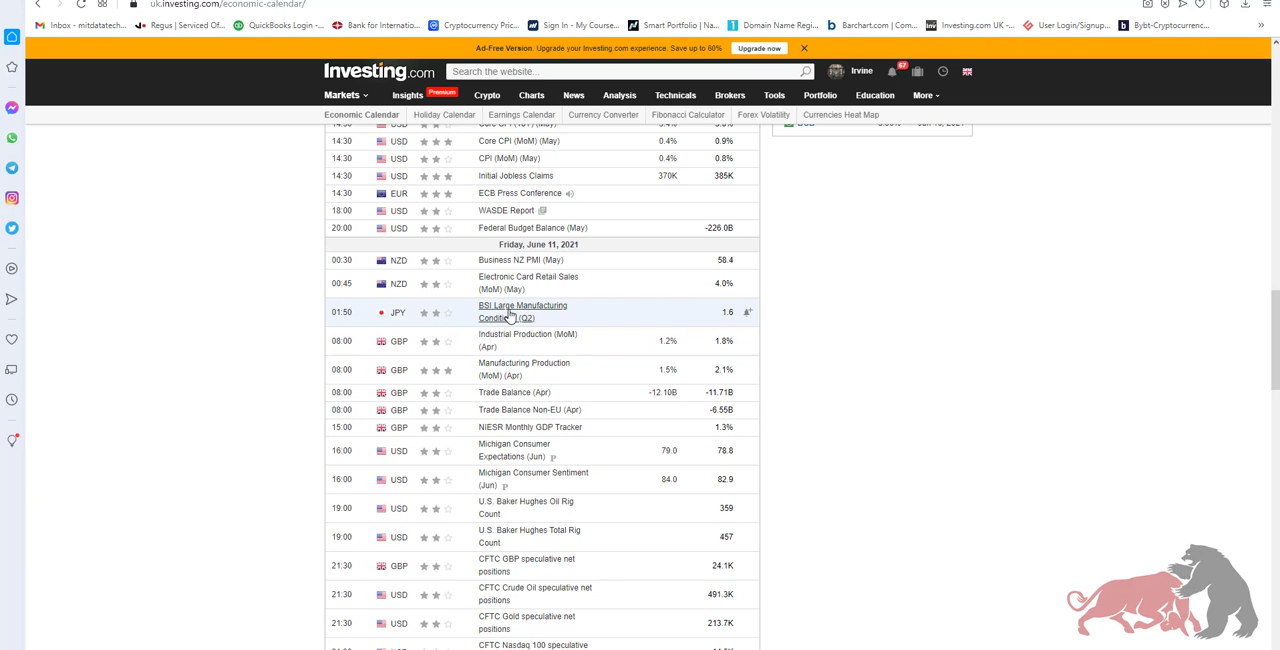 uk.investing.com/economic-calendar/
Inbox - mitdatatech... Regus | Serviced Of... QuickBooks Login -... Bank for Internatio... Cryptocurrency Pric... Sign In - My Course... Smart Portfolio | Na... Domain Name Regi... Barchart.com | Com... Investing.com UK -... User Login/Signup... Bybt-Cryptocurrenc... »
Ad-Free Version. Upgrade your Investing.com experience. Save up to 60% Upgrade now
Investing.com Search the website... Irvine 67
Markets Insights Premium Crypto Charts News Analysis Technicals Brokers Tools Portfolio Education More
Economic Calendar Holiday Calendar Earnings Calendar Currency Converter Fibonacci Calculator Forex Volatility Currencies Heat Map
14:30 USD Core CPI (YoY) (May)
14:30 USD Core CPI (MoM) (May) 0.4% 0.9%
14:30 USD CPI (MoM) (May) 0.4% 0.8%
14:30 USD Initial Jobless Claims 370K 385K
14:30 EUR ECB Press Conference
18:00 USD WASDE Report
20:00 USD Federal Budget Balance (May) -226.0B
Friday, June 11, 2021
00:30 NZD Business NZ PMI (May) 58.4
00:45 NZD Electronic Card Retail Sales (MoM) (May) 4.0%
01:50 JPY BSI Large Manufacturing (Q2) 1.6
08:00 GBP Industrial Production (MoM) (Apr) 1.2% 1.8%
08:00 GBP Manufacturing Production (MoM) (Apr) 1.5% 2.1%
08:00 GBP Trade Balance (Apr) -12.10B -11.71B
08:00 GBP Trade Balance Non-EU (Apr) -6.55B
15:00 GBP NIESR Monthly GDP Tracker 1.3%
16:00 USD Michigan Consumer Expectations (Jun) P 79.0 78.8
16:00 USD Michigan Consumer Sentiment (Jun) P 84.0 82.9
19:00 USD U.S. Baker Hughes Oil Rig Count 359
19:00 USD U.S. Baker Hughes Total Rig Count 457
21:30 GBP CFTC GBP speculative net positions 24.1K
21:30 USD CFTC Crude Oil speculative net positions 491.3K
21:30 USD CFTC Gold speculative net positions 213.7K
USD CFTC Nasdaq 100 speculative